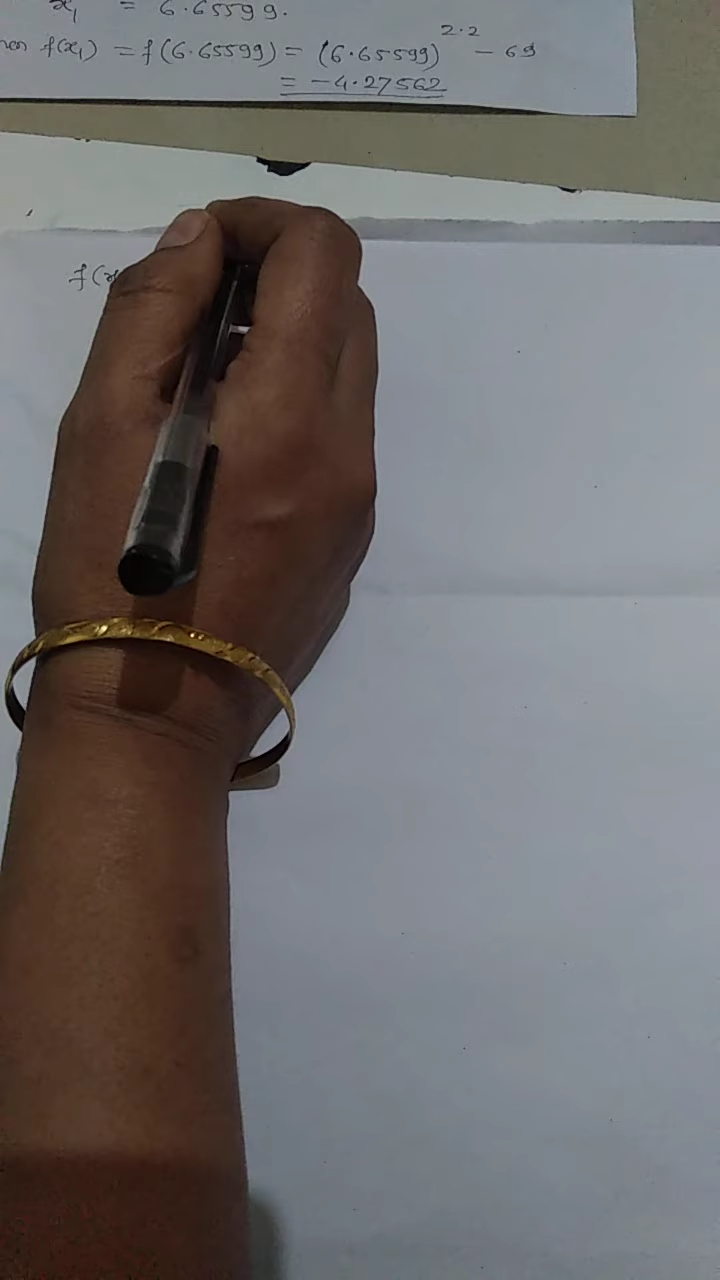 x₁ = 6.65599.
f(x₁) = f(6.65599) = (6.65599)^2.2 - 69
= -4.27562
f(x